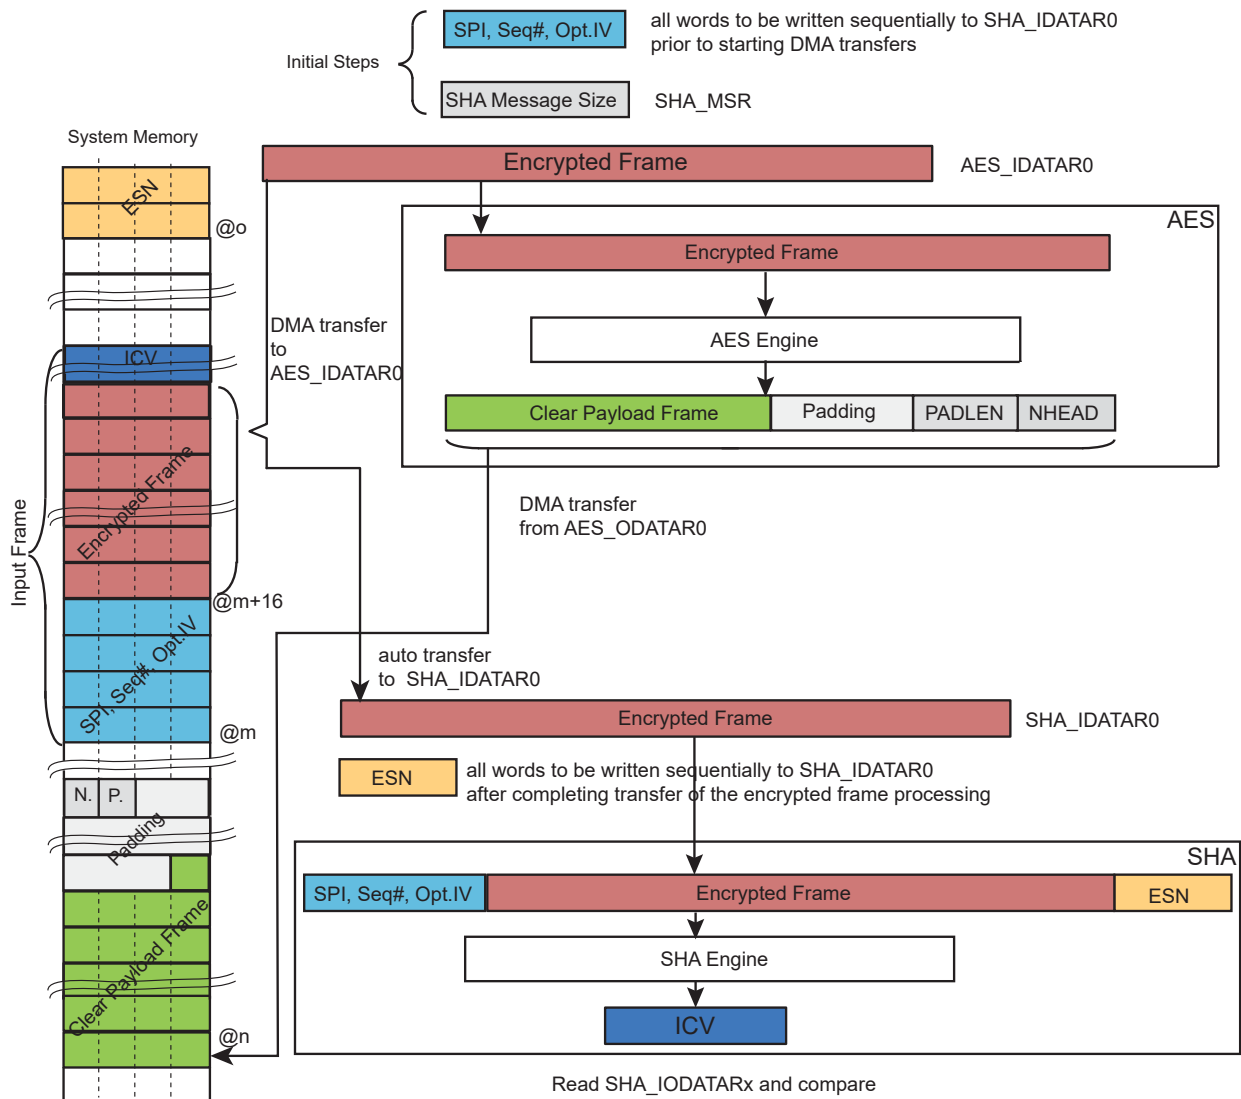 SPI, Seq#, Opt.IV
all words to be written sequentially to SHA_IDATAR0
prior to starting DMA transfers
Initial Steps
SHA Message Size
SHA_MSR
System Memory
Encrypted Frame
AES_IDATAR0
ESN
@o
AES
Encrypted Frame
DMA transfer
to
AES_IDATAR0
AES Engine
ICV
Clear Payload Frame
Padding
PADLEN
NHEAD
Input Frame
Encrypted Frame
DMA transfer
from AES_ODATAR0
@m+16
SPI, Seq#, Opt.IV
auto transfer
to SHA_IDATAR0
@m
Encrypted Frame
SHA_IDATAR0
ESN
all words to be written sequentially to SHA_IDATAR0
after completing transfer of the encrypted frame processing
N.
P.
Padding
SHA
SPI, Seq#, Opt.IV
Encrypted Frame
ESN
Clear Payload Frame
SHA Engine
@n
ICV
Read SHA_IODATARx and compare